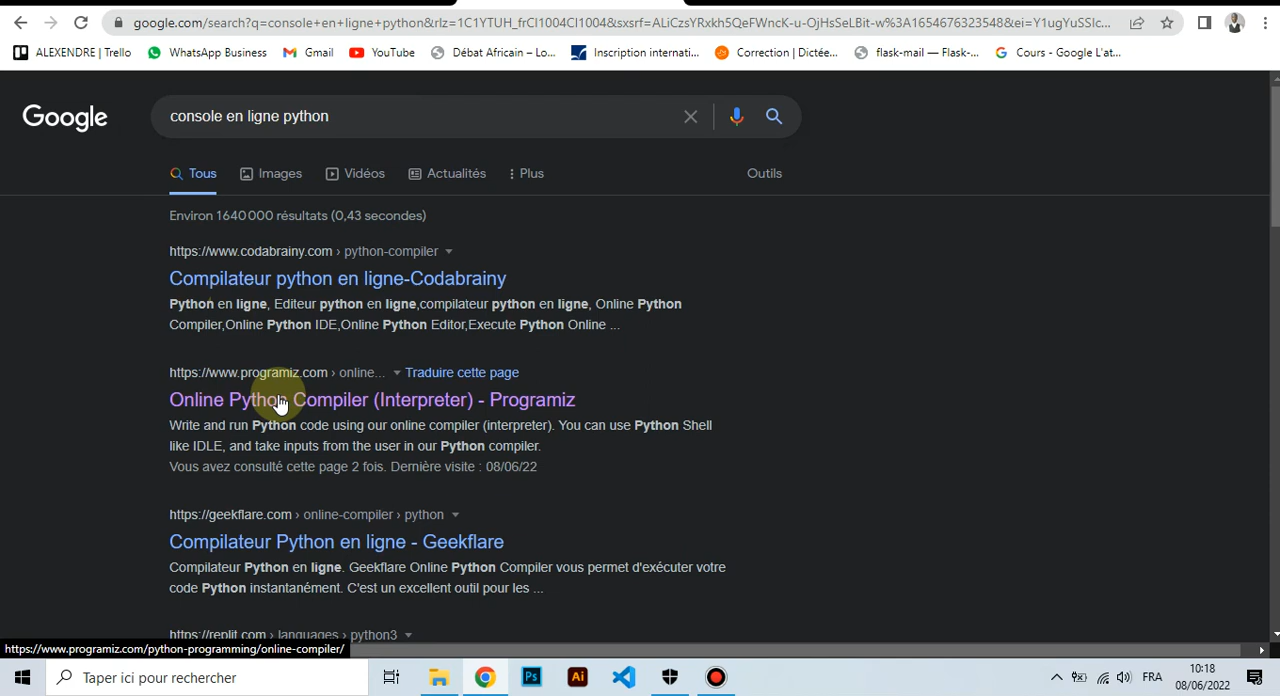 google.com/search?q=console+en+ligne+python&rlz=1C1YTUH_frCI1004CI1004&sxsrf=ALiCzsYRxkh5QeFWncK-u-OjHsSeLBit-w%3A1654676323548&ei=Y1ugYuSSIc...
ALEXENDRE | Trello
WhatsApp Business
Gmail
YouTube
Débat Africain – Lo...
Inscription internati...
Correction | Dictée...
flask-mail — Flask-...
Cours - Google L'at...
Google
console en ligne python
Tous
Images
Vidéos
Actualités
Plus
Outils
Environ 1 640 000 résultats (0,43 secondes)
https://www.codabrainy.com › python-compiler
Compilateur python en ligne-Codabrainy
Python en ligne, Editeur python en ligne,compilateur python en ligne, Online Python
Compiler,Online Python IDE,Online Python Editor,Execute Python Online ...
https://www.programiz.com › online... Traduire cette page
Online Python Compiler (Interpreter) - Programiz
Write and run Python code using our online compiler (interpreter). You can use Python Shell
like IDLE, and take inputs from the user in our Python compiler.
Vous avez consulté cette page 2 fois. Dernière visite : 08/06/22
https://geekflare.com › online-compiler › python
Compilateur Python en ligne - Geekflare
Compilateur Python en ligne. Geekflare Online Python Compiler vous permet d'exécuter votre
code Python instantanément. C'est un excellent outil pour les ...
https://replit.com › languages › python3
https://www.programiz.com/python-programming/online-compiler/
Taper ici pour rechercher
Ps
Ai
FRA
10:18
08/06/2022